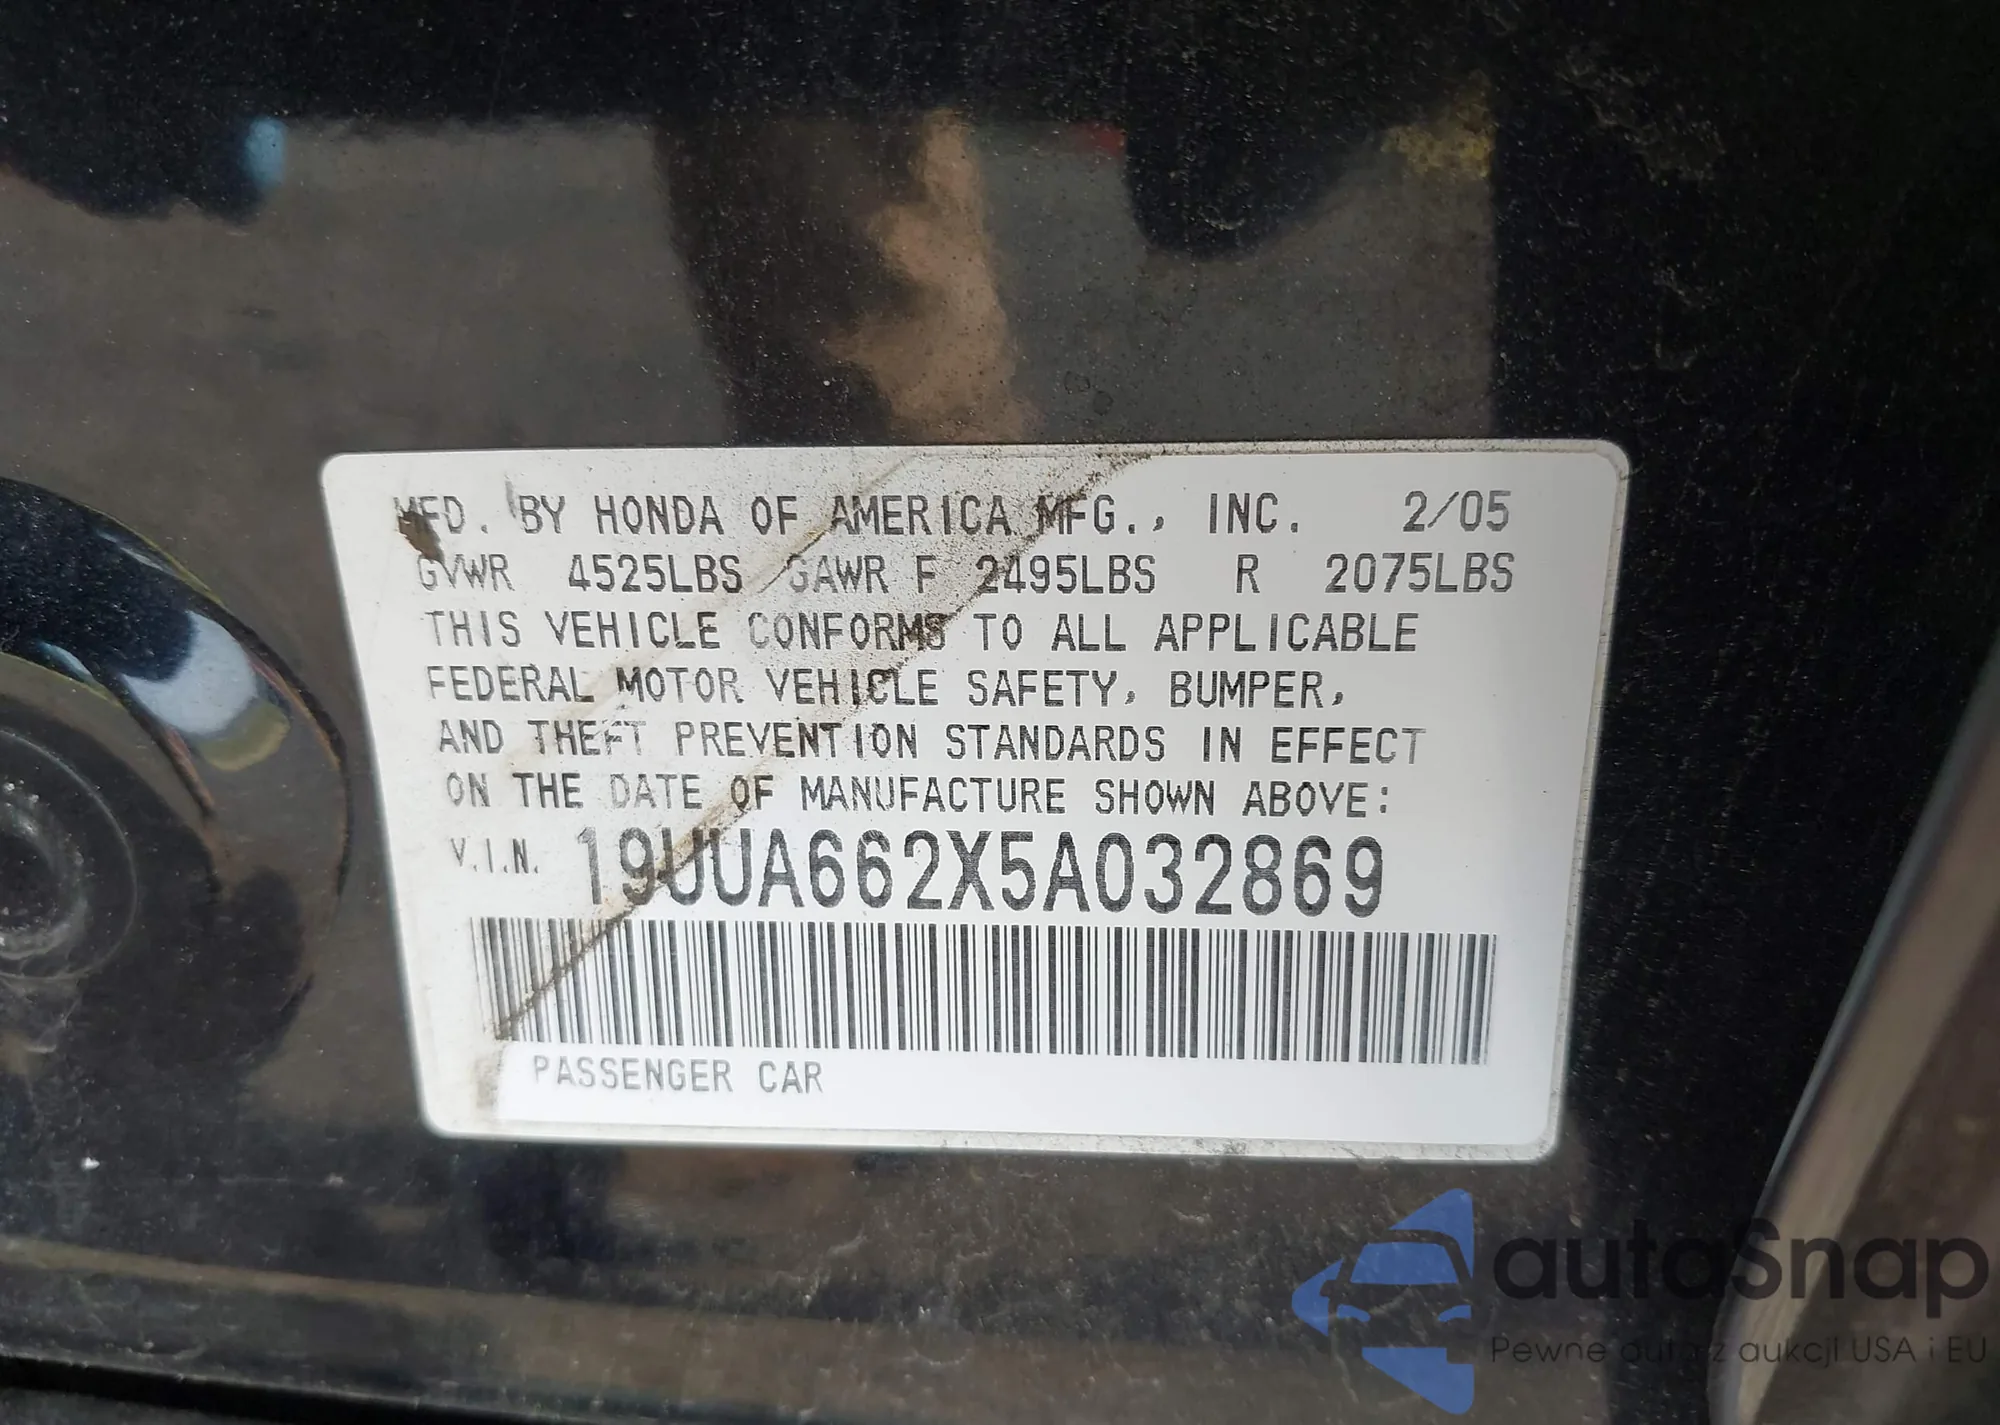 MFD. BY HONDA OF AMERICA MFG., INC. 2/05
GVWR 4525LBS GAWR F 2495LBS R 2075LBS
THIS VEHICLE CONFORMS TO ALL APPLICABLE
FEDERAL MOTOR VEHICLE SAFETY, BUMPER,
AND THEFT PREVENTION STANDARDS IN EFFECT
ON THE DATE OF MANUFACTURE SHOWN ABOVE:
V.I.N. 19UUA662X5A032869
PASSENGER CAR
autoSnap
Pewne auta z aukcji USA i EU